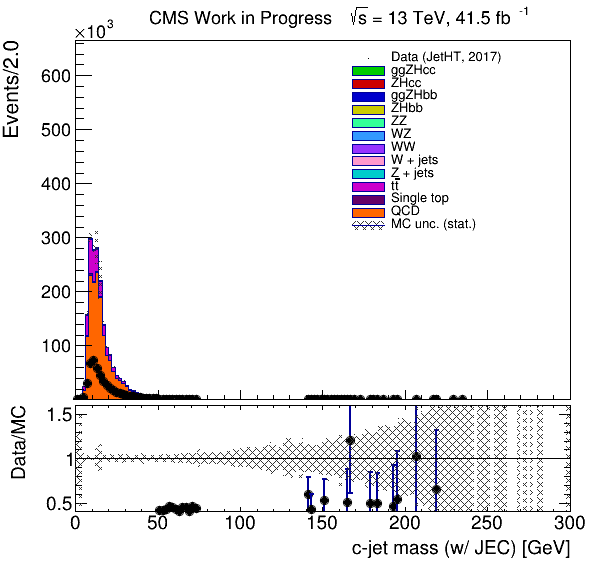 CMS Work in Progress √s = 13 TeV, 41.5 fb⁻¹
×10³
Events/2.0
600
500
400
300
200
100
Data (JetHT, 2017)
ggZHcc
ZHcc
ggZHbb
ZHbb
ZZ
WZ
WW
W + jets
Z + jets
tt̅
Single top
QCD
MC unc. (stat.)
Data/MC
1.5
1
0.5
0 50 100 150 200 250 300
c-jet mass (w/ JEC) [GeV]